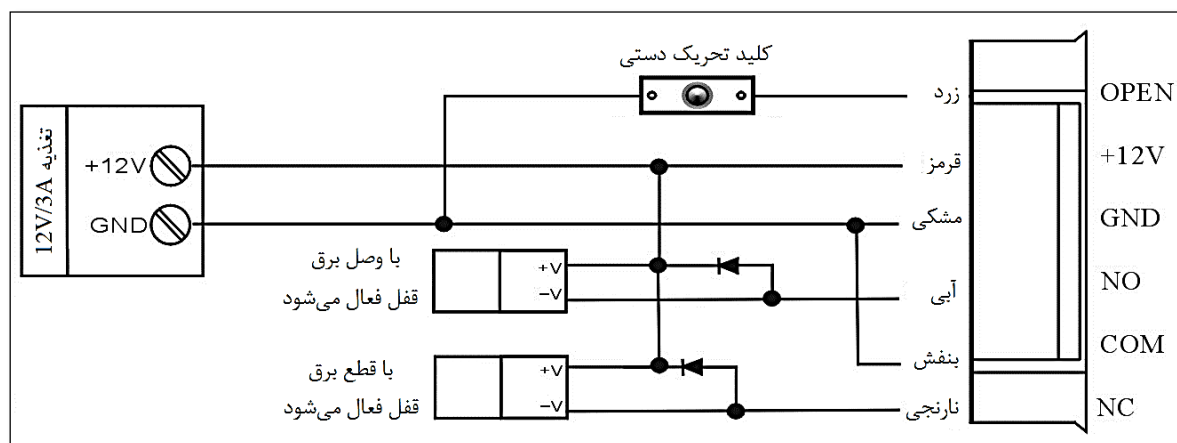 کلید تحریک دستی
زرد
OPEN
تغذیه 12V/3A
+12V
قرمز
+12V
GND
مشکی
GND
با وصل برق
قفل فعال می‌شود
+V
−V
آبی
NO
با قطع برق
قفل فعال می‌شود
+V
−V
بنفش
COM
نارنجی
NC